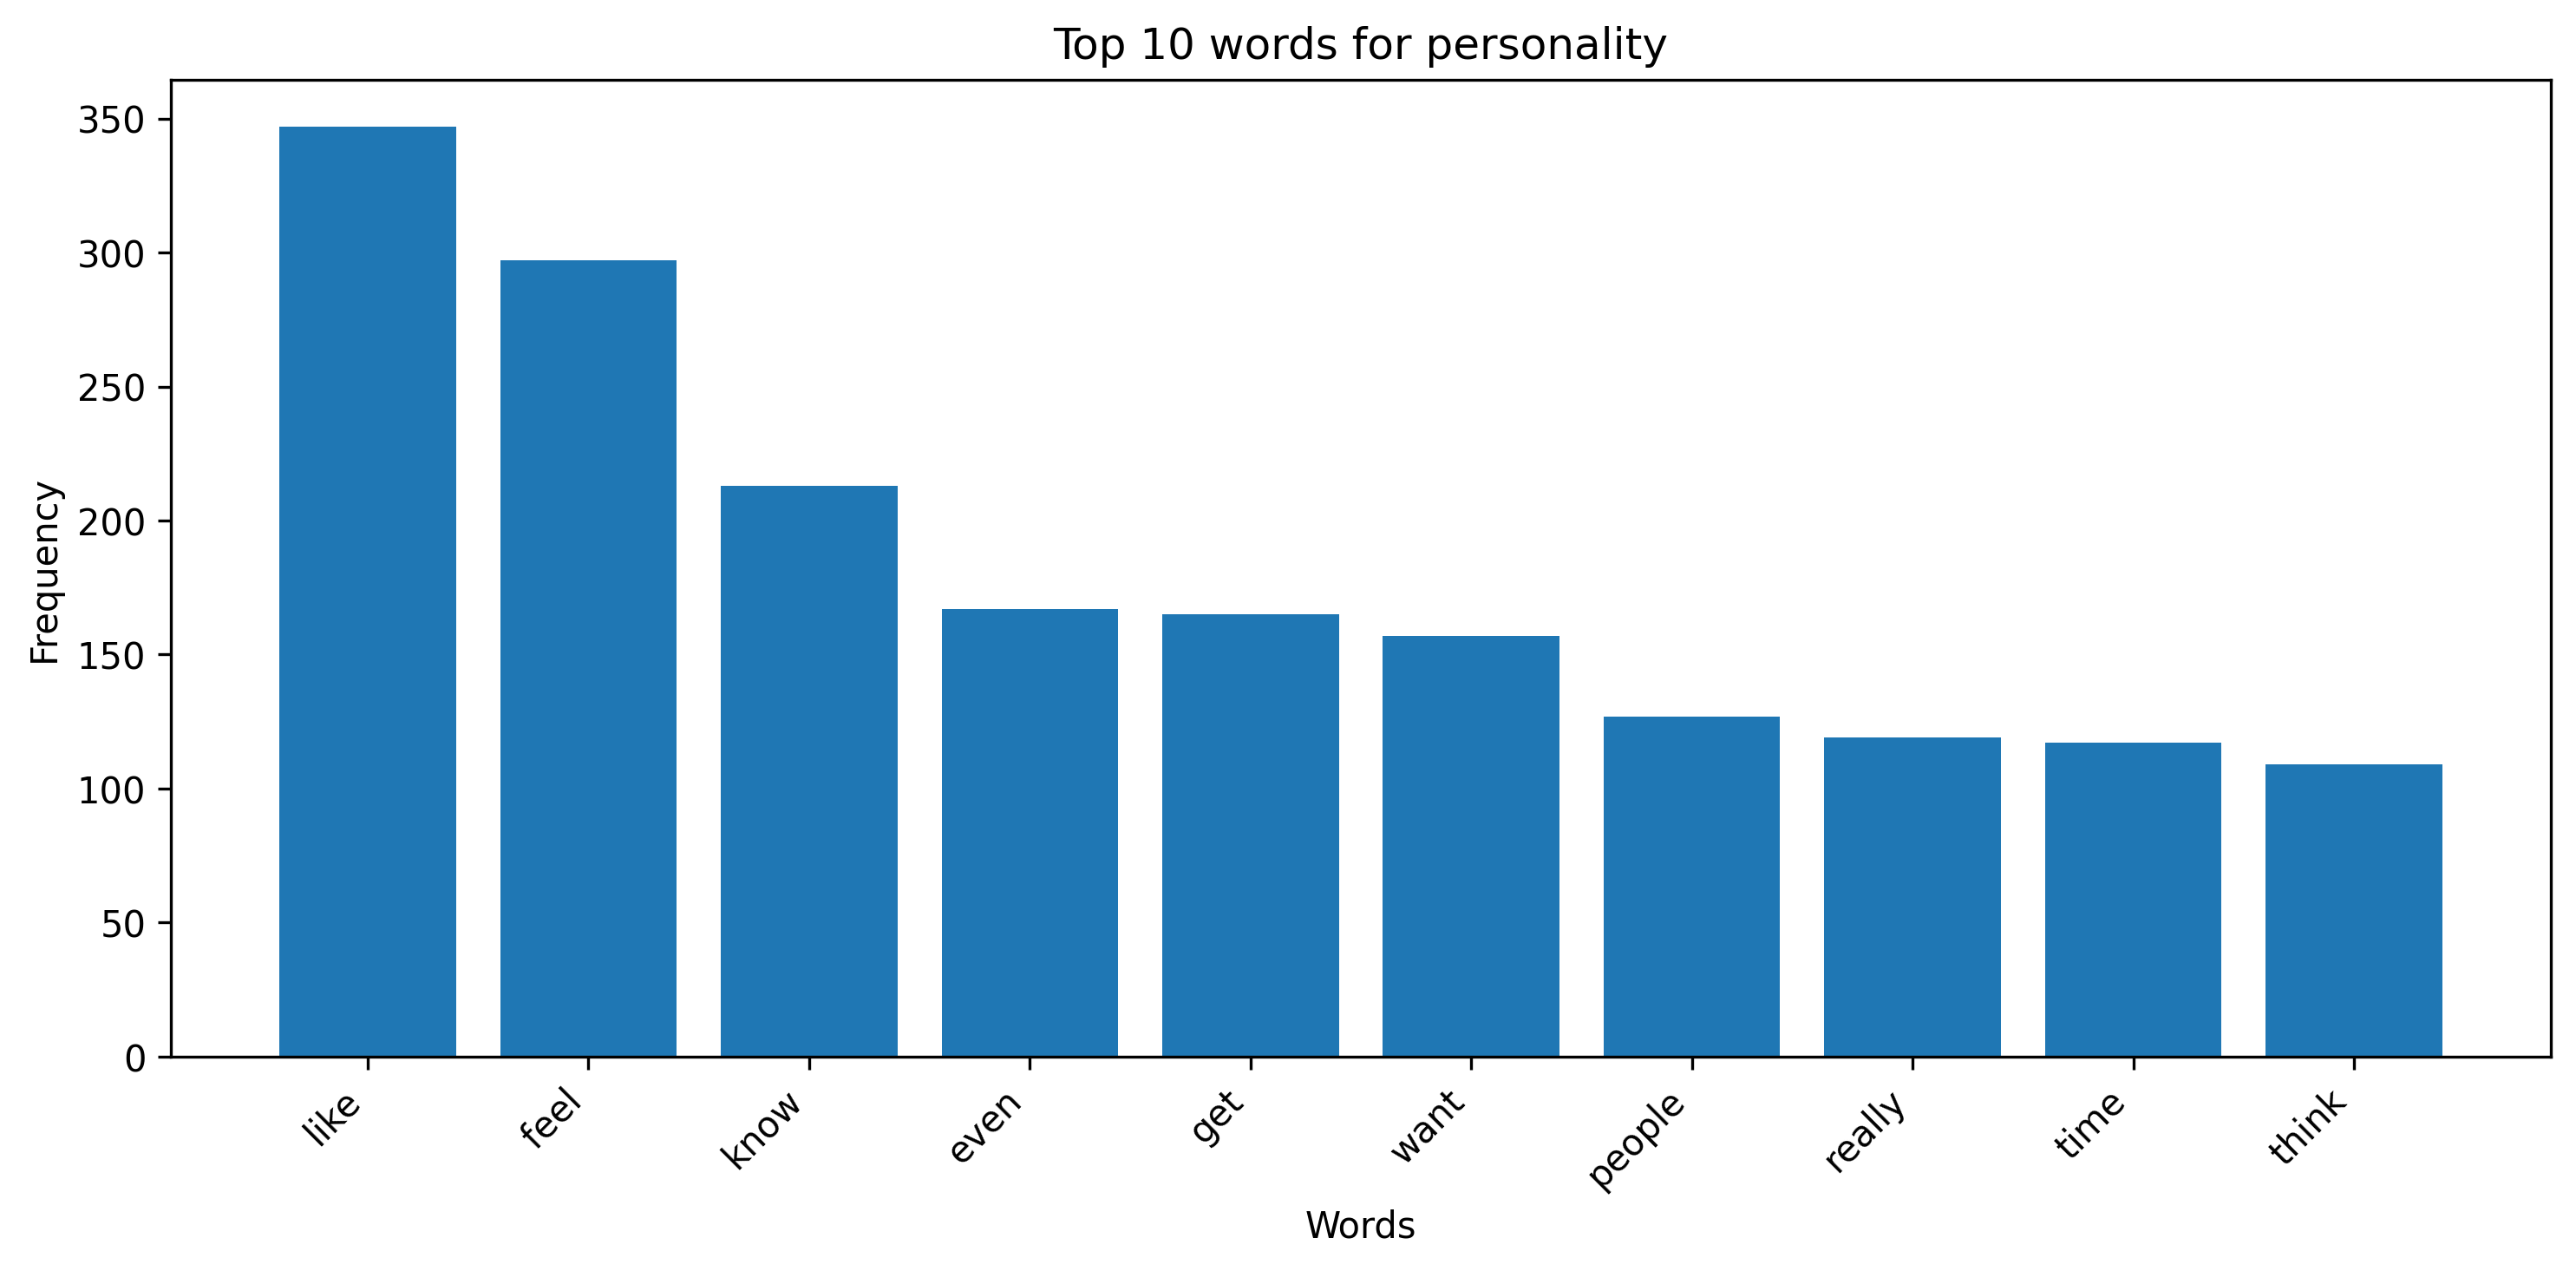 Top 10 words for personality
350
300
250
200
150
100
50
0
Frequency
like
feel
know
even
get
want
people
really
time
think
Words